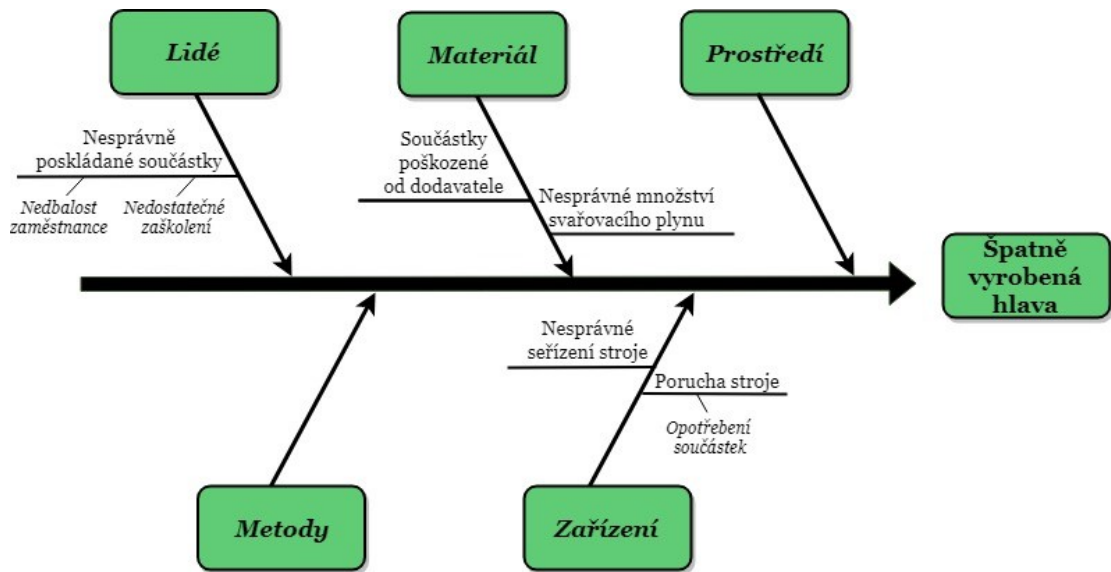 Lidé
Materiál
Prostředí
Nesprávně
poskládané součástky
Nedbalost
zaměstnance
Nedostatečné
zaškolení
Součástky
poškozené
od dodavatele
Nesprávné množství
svařovacího plynu
Špatně
vyrobená
hlava
Nesprávné
seřízení stroje
Porucha stroje
Opotřebení
součástek
Metody
Zařízení